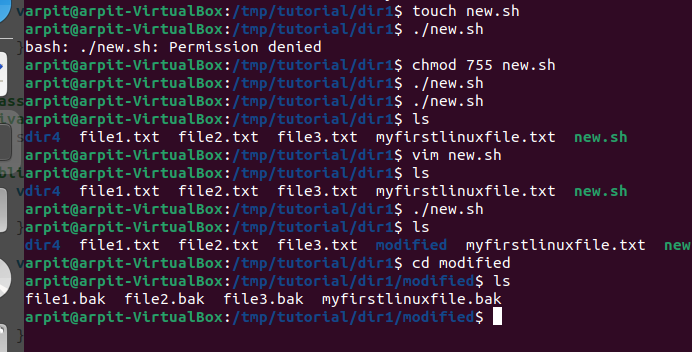 arpit@arpit-VirtualBox:/tmp/tutorial/dir1$ touch new.sh
arpit@arpit-VirtualBox:/tmp/tutorial/dir1$ ./new.sh
bash: ./new.sh: Permission denied
arpit@arpit-VirtualBox:/tmp/tutorial/dir1$ chmod 755 new.sh
arpit@arpit-VirtualBox:/tmp/tutorial/dir1$ ./new.sh
arpit@arpit-VirtualBox:/tmp/tutorial/dir1$ ./new.sh
arpit@arpit-VirtualBox:/tmp/tutorial/dir1$ ls
dir4  file1.txt  file2.txt  file3.txt  myfirstlinuxfile.txt  new.sh
arpit@arpit-VirtualBox:/tmp/tutorial/dir1$ vim new.sh
arpit@arpit-VirtualBox:/tmp/tutorial/dir1$ ls
dir4  file1.txt  file2.txt  file3.txt  myfirstlinuxfile.txt  new.sh
arpit@arpit-VirtualBox:/tmp/tutorial/dir1$ ./new.sh
arpit@arpit-VirtualBox:/tmp/tutorial/dir1$ ls
dir4  file1.txt  file2.txt  file3.txt  modified  myfirstlinuxfile.txt  new
arpit@arpit-VirtualBox:/tmp/tutorial/dir1$ cd modified
arpit@arpit-VirtualBox:/tmp/tutorial/dir1/modified$ ls
file1.bak  file2.bak  file3.bak  myfirstlinuxfile.bak
arpit@arpit-VirtualBox:/tmp/tutorial/dir1/modified$